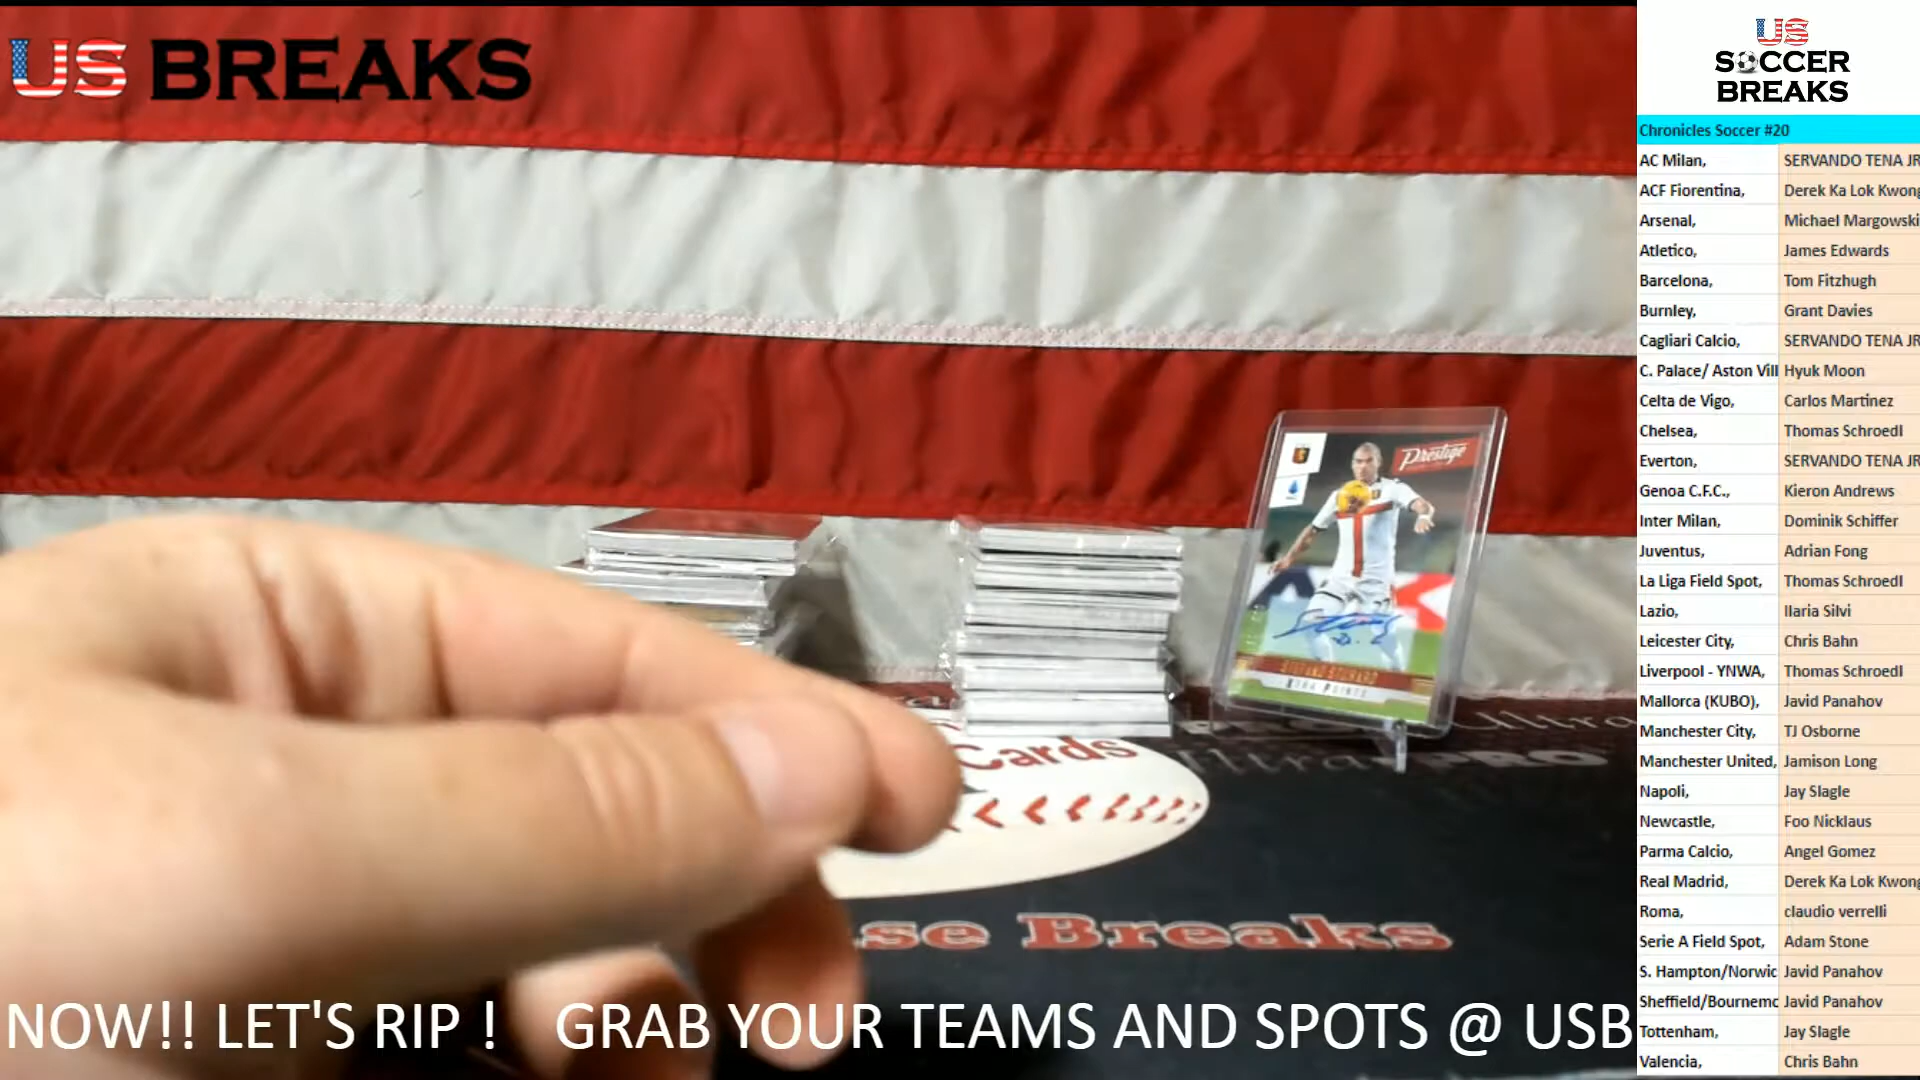 US BREAKS
US
SOCCER
BREAKS
Chronicles Soccer #20
AC Milan, SERVANDO TENA JR
ACF Fiorentina, Derek Ka Lok Kwong
Arsenal, Michael Margowski
Atletico, James Edwards
Barcelona, Tom Fitzhugh
Burnley, Grant Davies
Cagliari Calcio, SERVANDO TENA JR
C. Palace/ Aston Vill Hyuk Moon
Celta de Vigo, Carlos Martinez
Chelsea, Thomas Schroedl
Everton, SERVANDO TENA JR
Genoa C.F.C., Kieron Andrews
Inter Milan, Dominik Schiffer
Juventus, Adrian Fong
La Liga Field Spot, Thomas Schroedl
Lazio, Ilaria Silvi
Leicester City, Chris Bahn
Liverpool - YNWA, Thomas Schroedl
Mallorca (KUBO), Javid Panahov
Manchester City, TJ Osborne
Manchester United, Jamison Long
Napoli, Jay Slagle
Newcastle, Foo Nicklaus
Parma Calcio, Angel Gomez
Real Madrid, Derek Ka Lok Kwong
Roma, claudio verrelli
Serie A Field Spot, Adam Stone
S. Hampton/Norwic Javid Panahov
Sheffield/Bournemo Javid Panahov
Tottenham, Jay Slagle
Valencia, Chris Bahn
Prestige
Cards
Ultra PRO
se Breaks
NOW!! LET'S RIP ! GRAB YOUR TEAMS AND SPOTS @ USB